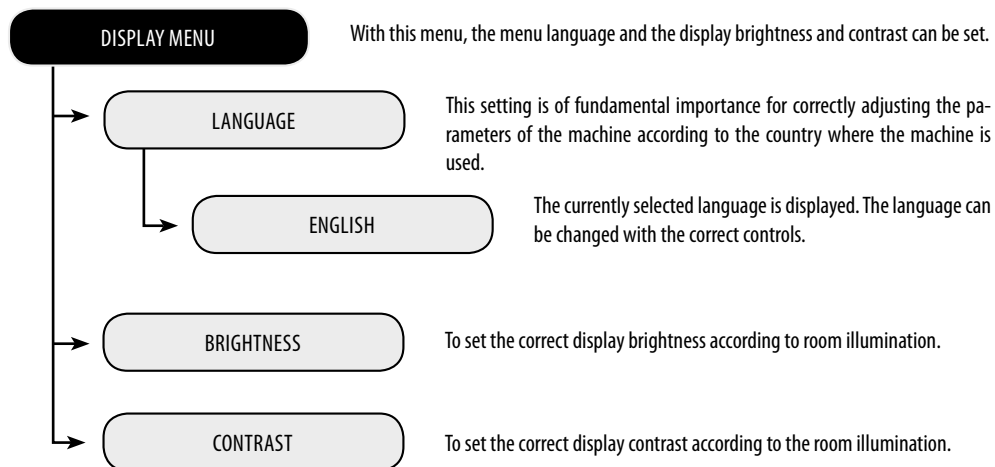 DISPLAY MENU
With this menu, the menu language and the display brightness and contrast can be set.
LANGUAGE
This setting is of fundamental importance for correctly adjusting the pa-
rameters of the machine according to the country where the machine is
used.
ENGLISH
The currently selected language is displayed. The language can
be changed with the correct controls.
BRIGHTNESS
To set the correct display brightness according to room illumination.
CONTRAST
To set the correct display contrast according to the room illumination.